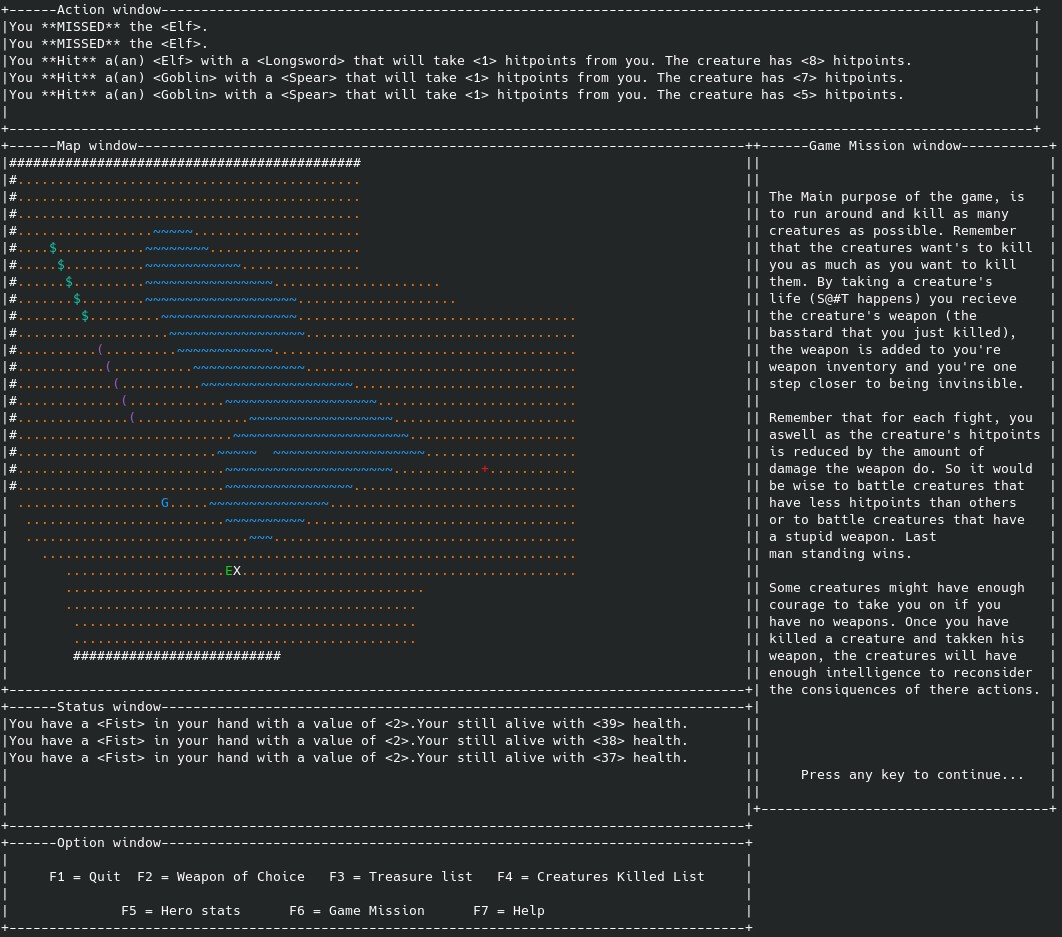 Action window
You **MISSED** the <Elf>.
You **MISSED** the <Elf>.
You **Hit** a(an) <Elf> with a <Longsword> that will take <1> hitpoints from you. The creature has <8> hitpoints.
You **Hit** a(an) <Goblin> with a <Spear> that will take <1> hitpoints from you. The creature has <7> hitpoints.
You **Hit** a(an) <Goblin> with a <Spear> that will take <1> hitpoints from you. The creature has <5> hitpoints.
Map window
$
$
$
$
$
(
(
(
(
(
+
G
EX
Game Mission window
The Main purpose of the game, is
to run around and kill as many
creatures as possible. Remember
that the creatures want's to kill
you as much as you want to kill
them. By taking a creature's
life (S@#T happens) you recieve
the creature's weapon (the
basstard that you just killed),
the weapon is added to you're
weapon inventory and you're one
step closer to being invinsible.
Remember that for each fight, you
aswell as the creature's hitpoints
is reduced by the amount of
damage the weapon do. So it would
be wise to battle creatures that
have less hitpoints than others
or to battle creatures that have
a stupid weapon. Last
man standing wins.
Some creatures might have enough
courage to take you on if you
have no weapons. Once you have
killed a creature and takken his
weapon, the creatures will have
enough intelligence to reconsider
the consiquences of there actions.
Press any key to continue...
Status window
You have a <Fist> in your hand with a value of <2>.Your still alive with <39> health.
You have a <Fist> in your hand with a value of <2>.Your still alive with <38> health.
You have a <Fist> in your hand with a value of <2>.Your still alive with <37> health.
Option window
F1 = Quit  F2 = Weapon of Choice   F3 = Treasure list   F4 = Creatures Killed List
F5 = Hero stats      F6 = Game Mission      F7 = Help